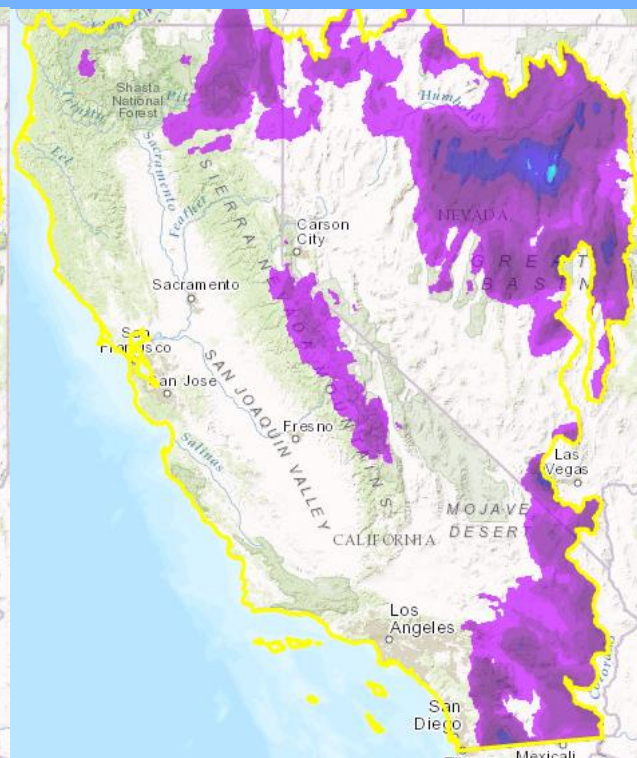 Shasta
National
Forest
Pit
Trinity
Humboldt
Eel
Sacramento
Feather
SIERRA NEVADA MOUNTAINS
Carson
City
NEVADA
GREAT
BASIN
Sacramento
San
Francisco
San Jose
SAN JOAQUIN VALLEY
Fresno
Salinas
Las
Vegas
MOJAVE
DESERT
CALIFORNIA
Los
Angeles
San
Diego
Mexicali